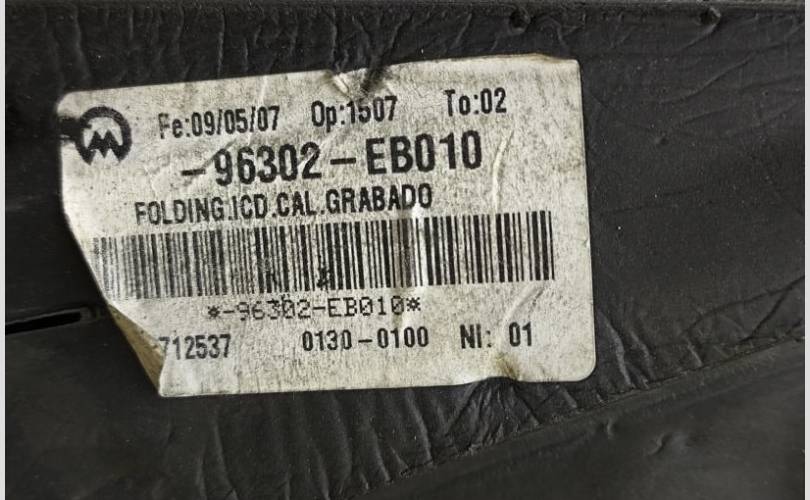 Fe:09/05/07 Op:1507 To:02
-96302-EB010
FOLDING.ICD.CAL.GRABADO
*-96302-EB010*
712537 0130-0100 NI: 01